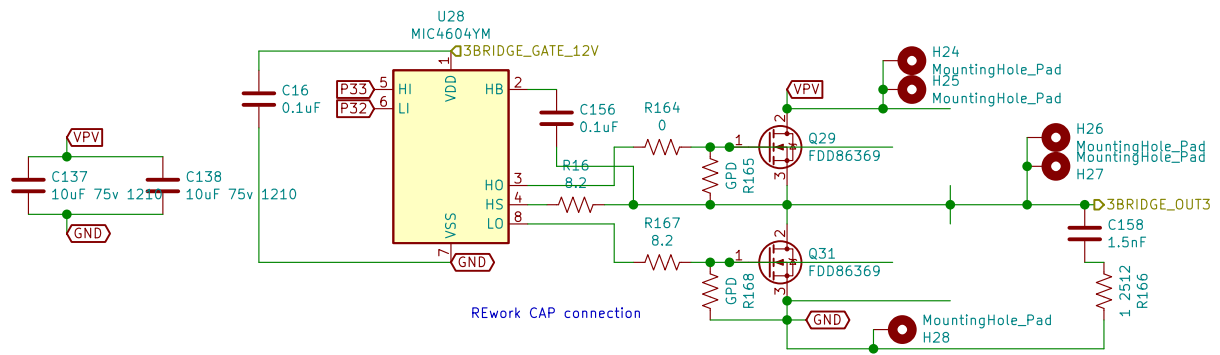 U28
MIC4604YM
3BRIDGE_GATE_12V
1
VDD
P33
5
HI
P32
6
LI
HB
2
HO
3
HS
4
LO
8
VSS
7
GND
C16
0.1uF
C156
0.1uF
VPV
C137
10uF 75v 1210
C138
10uF 75v 1210
GND
R164
0
R16
8.2
R167
8.2
GPD
R165
GPD
R168
VPV
1
2
3
Q29
FDD86369
1
2
3
Q31
FDD86369
GND
H24
MountingHole_Pad
H25
MountingHole_Pad
H26
MountingHole_Pad
MountingHole_Pad
H27
3BRIDGE_OUT3
C158
1.5nF
1 2512
R166
MountingHole_Pad
H28
REwork CAP connection